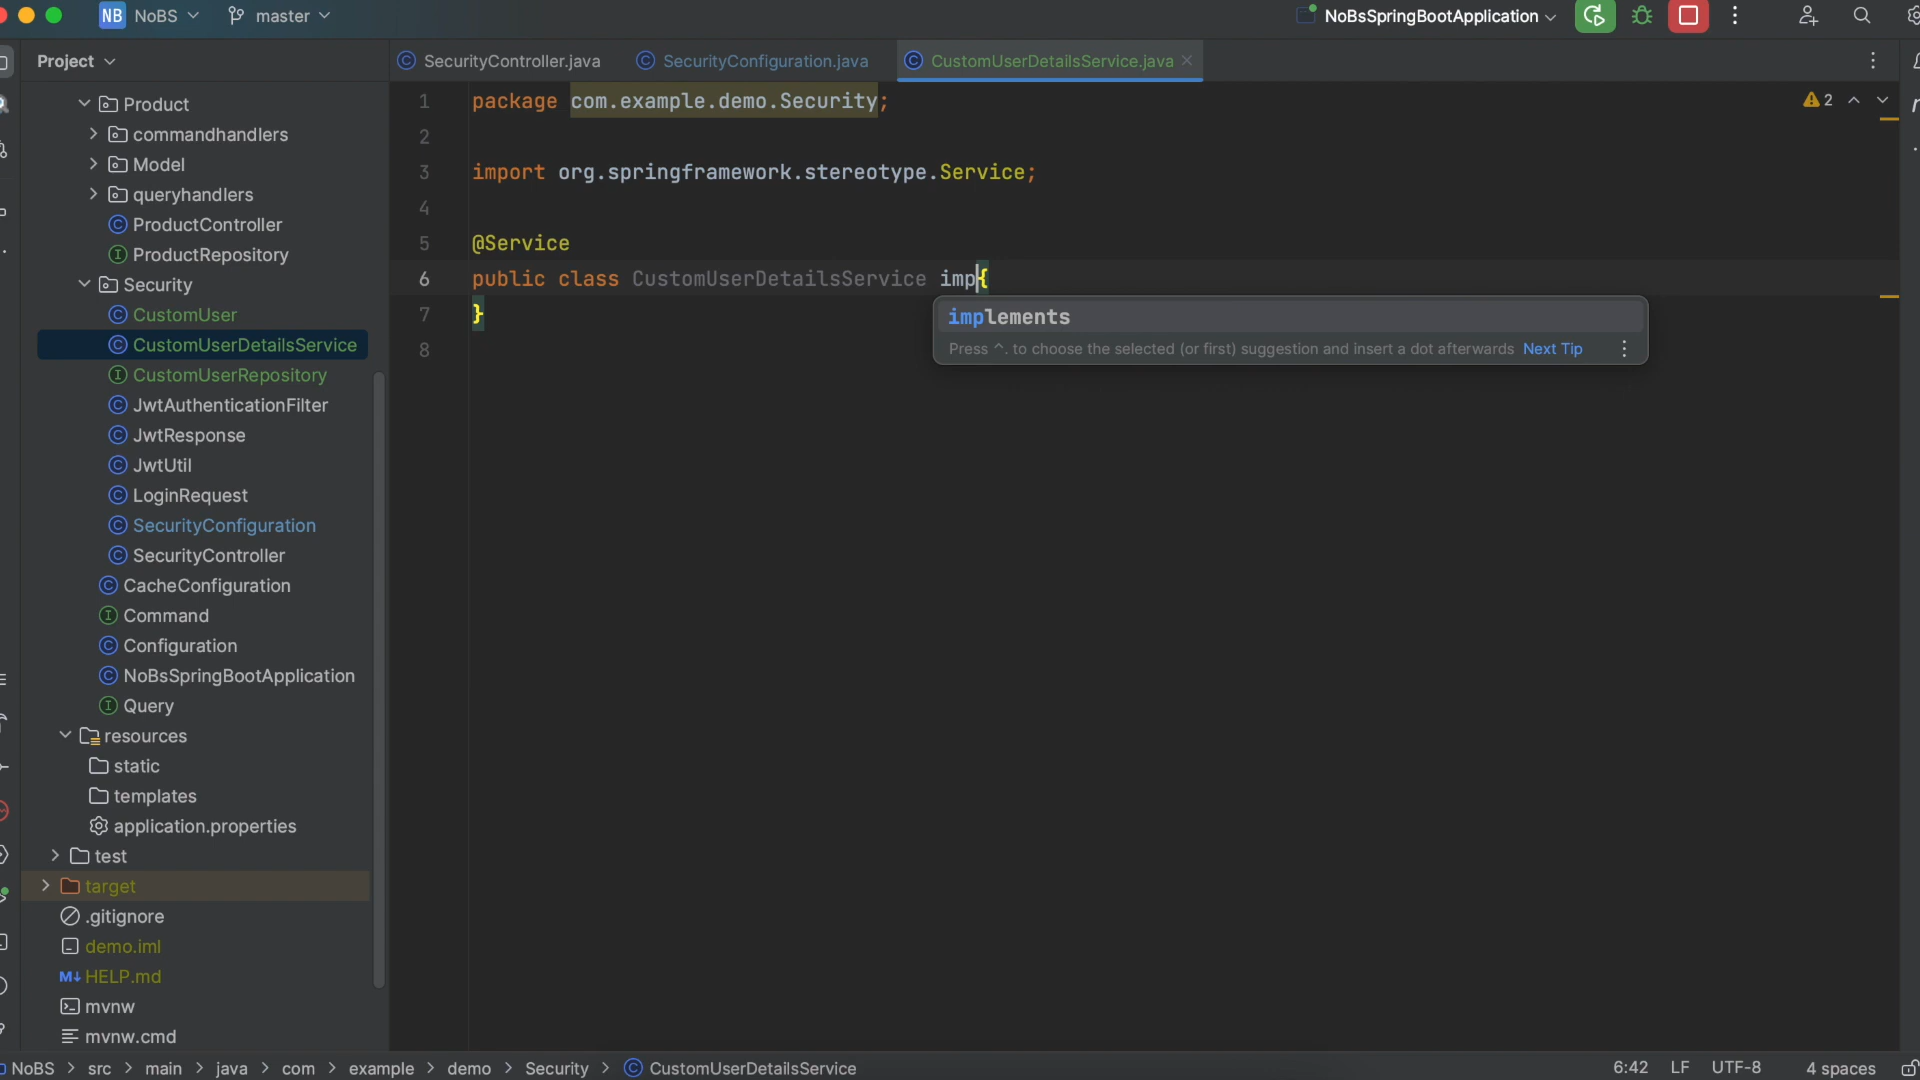 NB NoBS master NoBsSpringBootApplication
Project
SecurityController.java SecurityConfiguration.java CustomUserDetailsService.java
Product
commandhandlers
Model
queryhandlers
ProductController
ProductRepository
Security
CustomUser
CustomUserDetailsService
CustomUserRepository
JwtAuthenticationFilter
JwtResponse
JwtUtil
LoginRequest
SecurityConfiguration
SecurityController
CacheConfiguration
Command
Configuration
NoBsSpringBootApplication
Query
resources
static
templates
application.properties
test
target
.gitignore
demo.iml
M↓ HELP.md
mvnw
mvnw.cmd
1 package com.example.demo.Security;
2
3 import org.springframework.stereotype.Service;
4
5 @Service
6 public class CustomUserDetailsService imp{
7 }
8
2
implements
Press ^. to choose the selected (or first) suggestion and insert a dot afterwards Next Tip
NoBS > src > main > java > com > example > demo > Security > CustomUserDetailsService
6:42 LF UTF-8 4 spaces